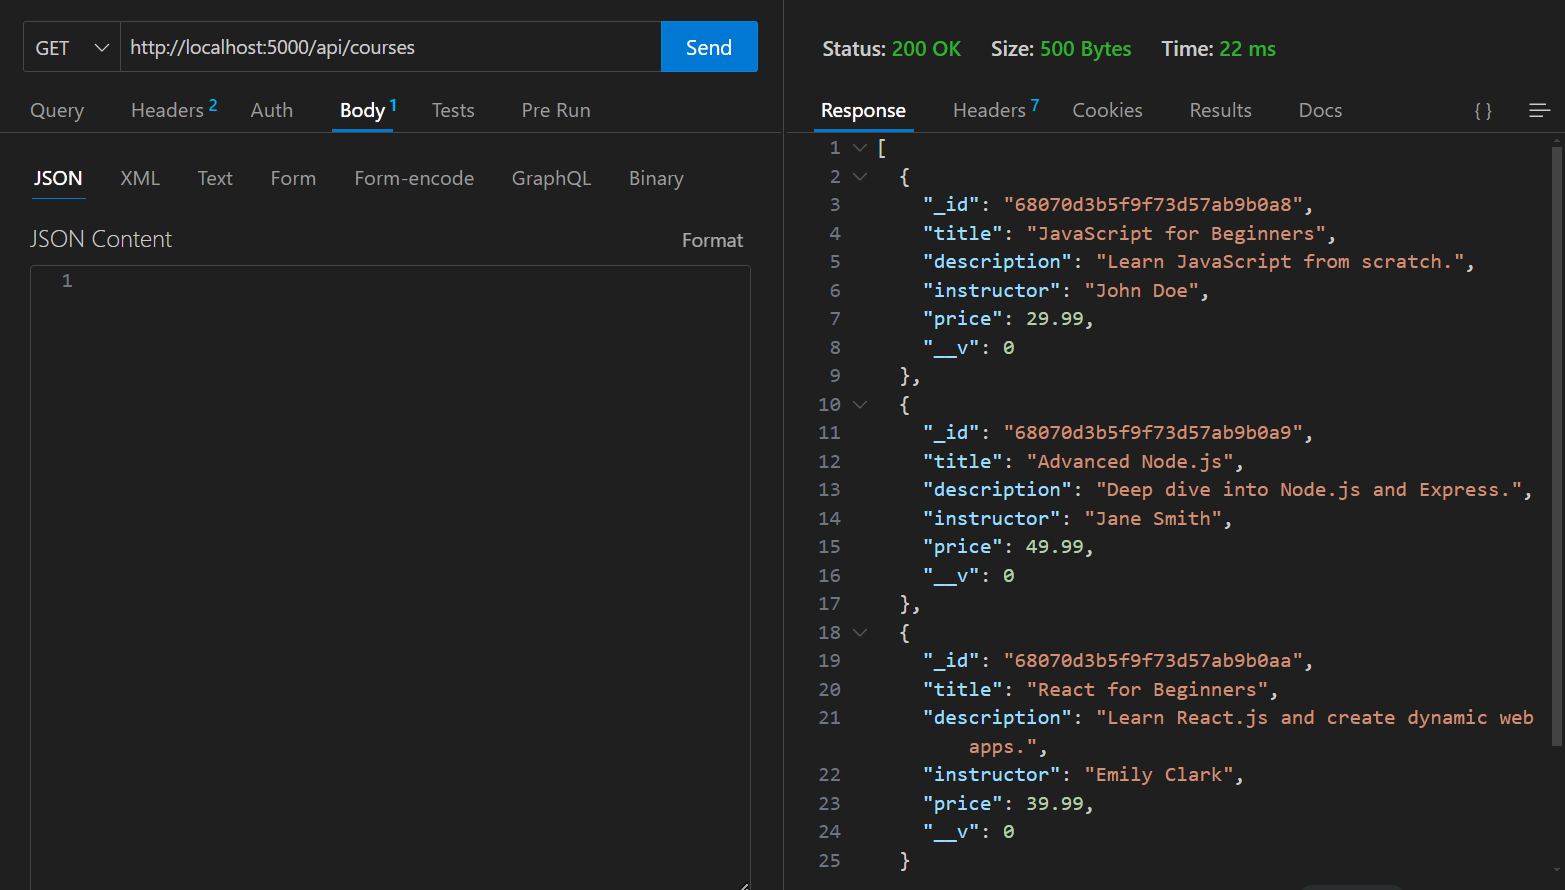 GET
http://localhost:5000/api/courses
Send
Query Headers 2 Auth Body 1 Tests Pre Run
JSON XML Text Form Form-encode GraphQL Binary
JSON Content
Format
1
Status: 200 OK Size: 500 Bytes Time: 22 ms
Response Headers 7 Cookies Results Docs { }
1 [
2 {
3 "_id": "68070d3b5f9f73d57ab9b0a8",
4 "title": "JavaScript for Beginners",
5 "description": "Learn JavaScript from scratch.",
6 "instructor": "John Doe",
7 "price": 29.99,
8 "__v": 0
9 },
10 {
11 "_id": "68070d3b5f9f73d57ab9b0a9",
12 "title": "Advanced Node.js",
13 "description": "Deep dive into Node.js and Express.",
14 "instructor": "Jane Smith",
15 "price": 49.99,
16 "__v": 0
17 },
18 {
19 "_id": "68070d3b5f9f73d57ab9b0aa",
20 "title": "React for Beginners",
21 "description": "Learn React.js and create dynamic web
apps.",
22 "instructor": "Emily Clark",
23 "price": 39.99,
24 "__v": 0
25 }